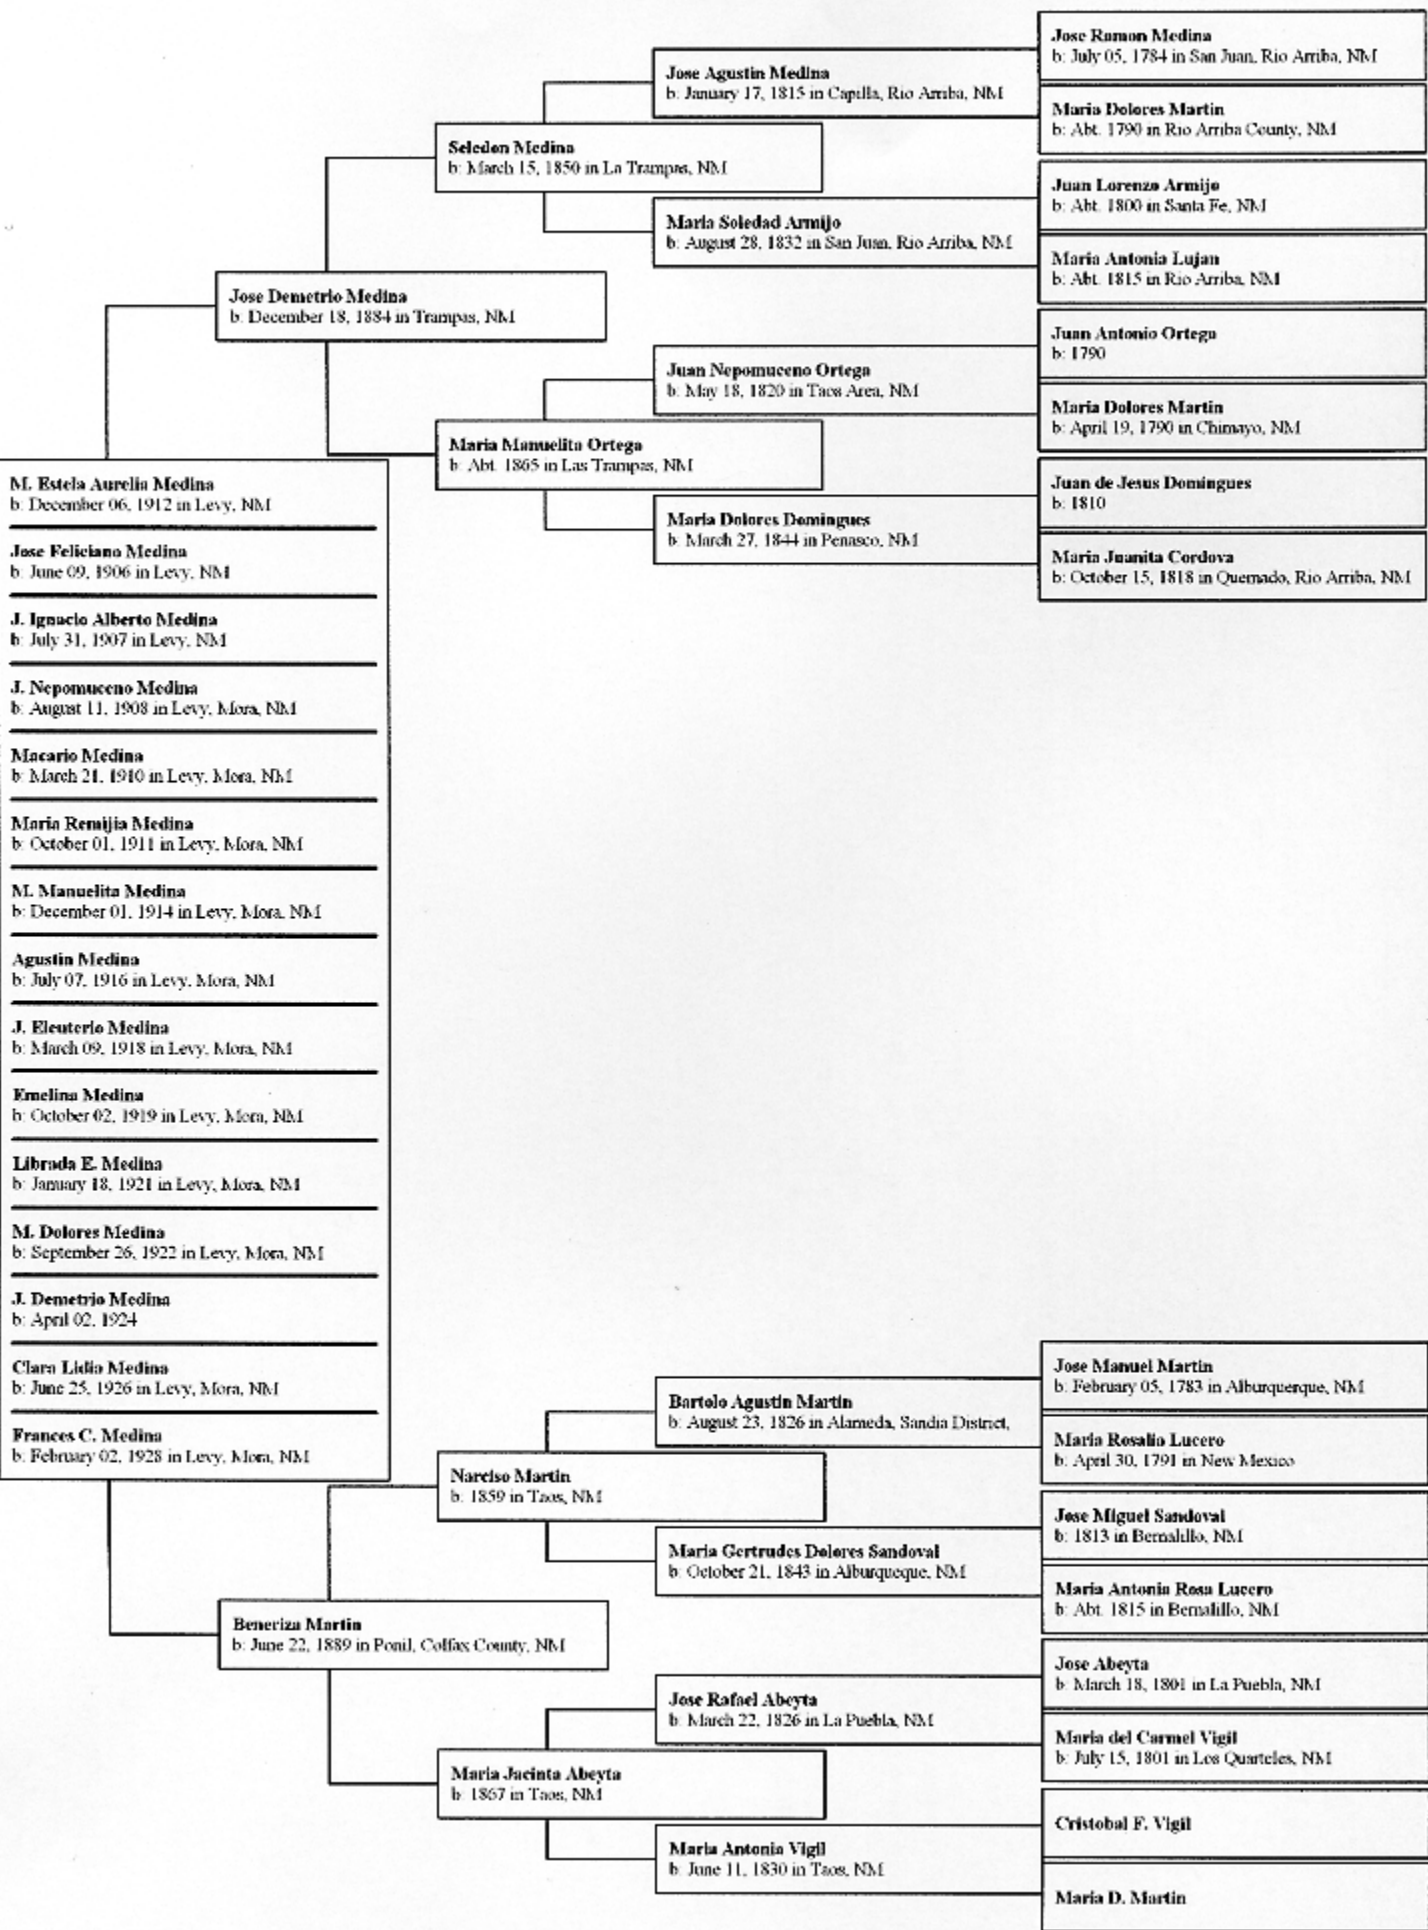 Jose Ramon Medina
b: July 05, 1784 in San Juan, Rio Arriba, NM
Jose Agustin Medina
b: January 17, 1815 in Capilla, Rio Arriba, NM
Maria Dolores Martin
b: Abt. 1790 in Rio Arriba County, NM
Seledon Medina
b: March 15, 1850 in La Trampas, NM
Juan Lorenzo Armijo
b: Abt. 1800 in Santa Fe, NM
Maria Soledad Armijo
b: August 28, 1832 in San Juan, Rio Arriba, NM
Maria Antonia Lujan
b: Abt. 1815 in Rio Arriba, NM
Jose Demetrio Medina
b: December 18, 1884 in Trampas, NM
Juan Antonio Ortega
b: 1790
Juan Nepomuceno Ortega
b: May 18, 1820 in Taos Area, NM
Maria Dolores Martin
b: April 19, 1790 in Chimayo, NM
Maria Manuelita Ortega
b: Abt. 1865 in Las Trampas, NM
Juan de Jesus Domingues
b: 1810
Maria Dolores Domingues
b: March 27, 1844 in Penasco, NM
Maria Juanita Cordova
b: October 15, 1818 in Quemado, Rio Arriba, NM
M. Estela Aurelia Medina
b: December 06, 1912 in Levy, NM
Jose Feliciano Medina
b: June 09, 1906 in Levy, NM
J. Ignacio Alberto Medina
b: July 31, 1907 in Levy, NM
J. Nepomuceno Medina
b: August 11, 1908 in Levy, Mora, NM
Macario Medina
b: March 21, 1910 in Levy, Mora, NM
Maria Remijia Medina
b: October 01, 1911 in Levy, Mora, NM
M. Manuelita Medina
b: December 01, 1914 in Levy, Mora, NM
Agustin Medina
b: July 07, 1916 in Levy, Mora, NM
J. Eleuterio Medina
b: March 09, 1918 in Levy, Mora, NM
Emelina Medina
b: October 02, 1919 in Levy, Mora, NM
Librada E. Medina
b: January 18, 1921 in Levy, Mora, NM
M. Dolores Medina
b: September 26, 1922 in Levy, Mora, NM
J. Demetrio Medina
b: April 02, 1924
Clara Lidia Medina
b: June 25, 1926 in Levy, Mora, NM
Frances C. Medina
b: February 02, 1928 in Levy, Mora, NM
Jose Manuel Martin
b: February 05, 1783 in Alburquerque, NM
Bartolo Agustin Martin
b: August 23, 1826 in Alameda, Sandia District,
Maria Rosalia Lucero
b: April 30, 1791 in New Mexico
Narciso Martin
b: 1859 in Taos, NM
Jose Miguel Sandoval
b: 1813 in Bernalillo, NM
Maria Gertrudes Dolores Sandoval
b: October 21, 1843 in Alburqueque, NM
Maria Antonia Rosa Lucero
b: Abt. 1815 in Bernalillo, NM
Beneriza Martin
b: June 22, 1889 in Ponil, Colfax County, NM
Jose Abeyta
b: March 18, 1801 in La Puebla, NM
Jose Rafael Abeyta
b: March 22, 1826 in La Puebla, NM
Maria del Carmel Vigil
b: July 15, 1801 in Los Quarteles, NM
Maria Jacinta Abeyta
b: 1867 in Taos, NM
Cristobal F. Vigil
Maria Antonia Vigil
b: June 11, 1830 in Taos, NM
Maria D. Martin